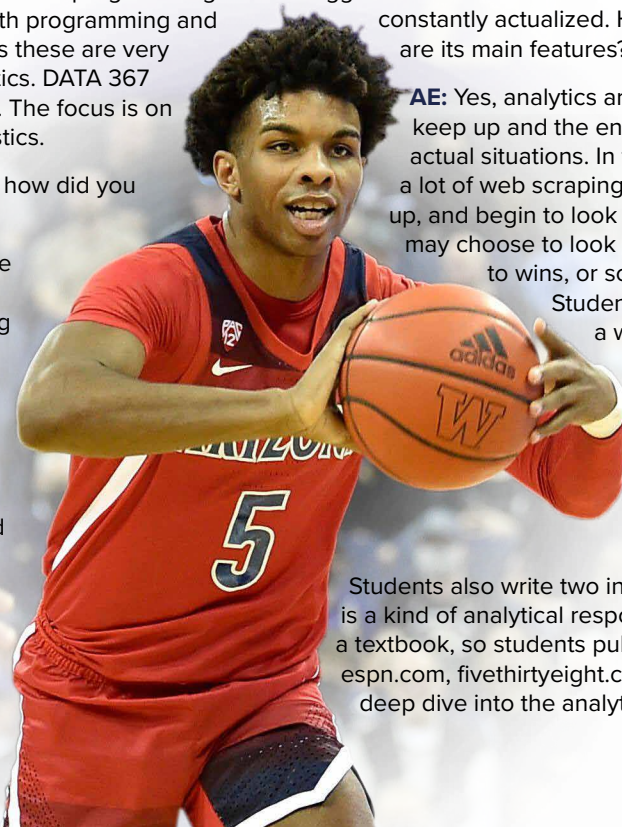 th programming and
s these are very
tics. DATA 367
. The focus is on
stics.
how did you
e
g
d
constantly actualized. H
are its main features?
AE: Yes, analytics ar
keep up and the en
actual situations. In
a lot of web scraping
up, and begin to look
may choose to look
to wins, or so
Studen
a w
Students also write two in
is a kind of analytical respo
a textbook, so students pul
espn.com, fivethirtyeight.c
deep dive into the analyt
PAC
12
adidas
W
ARIZONA
5